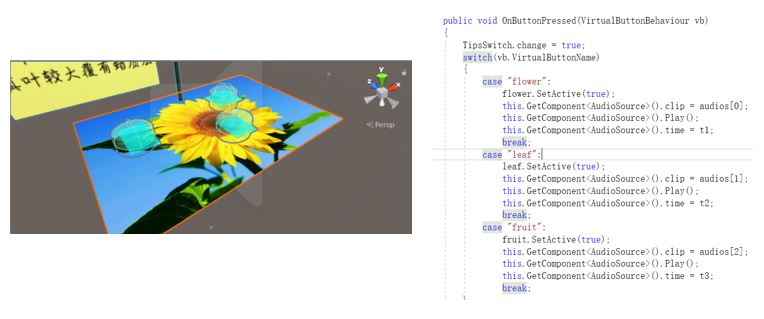 叶较大覆有
y
z
x
Persp
public void OnButtonPressed(VirtualButtonBehaviour vb)
{
TipsSwitch.change = true;
switch(vb.VirtualButtonName)
{
case "flower":
flower.SetActive(true);
this.GetComponent<AudioSource>().clip = audios[0];
this.GetComponent<AudioSource>().Play();
this.GetComponent<AudioSource>().time = t1;
break;
case "leaf":
leaf.SetActive(true);
this.GetComponent<AudioSource>().clip = audios[1];
this.GetComponent<AudioSource>().Play();
this.GetComponent<AudioSource>().time = t2;
break;
case "fruit":
fruit.SetActive(true);
this.GetComponent<AudioSource>().clip = audios[2];
this.GetComponent<AudioSource>().Play();
this.GetComponent<AudioSource>().time = t3;
break;